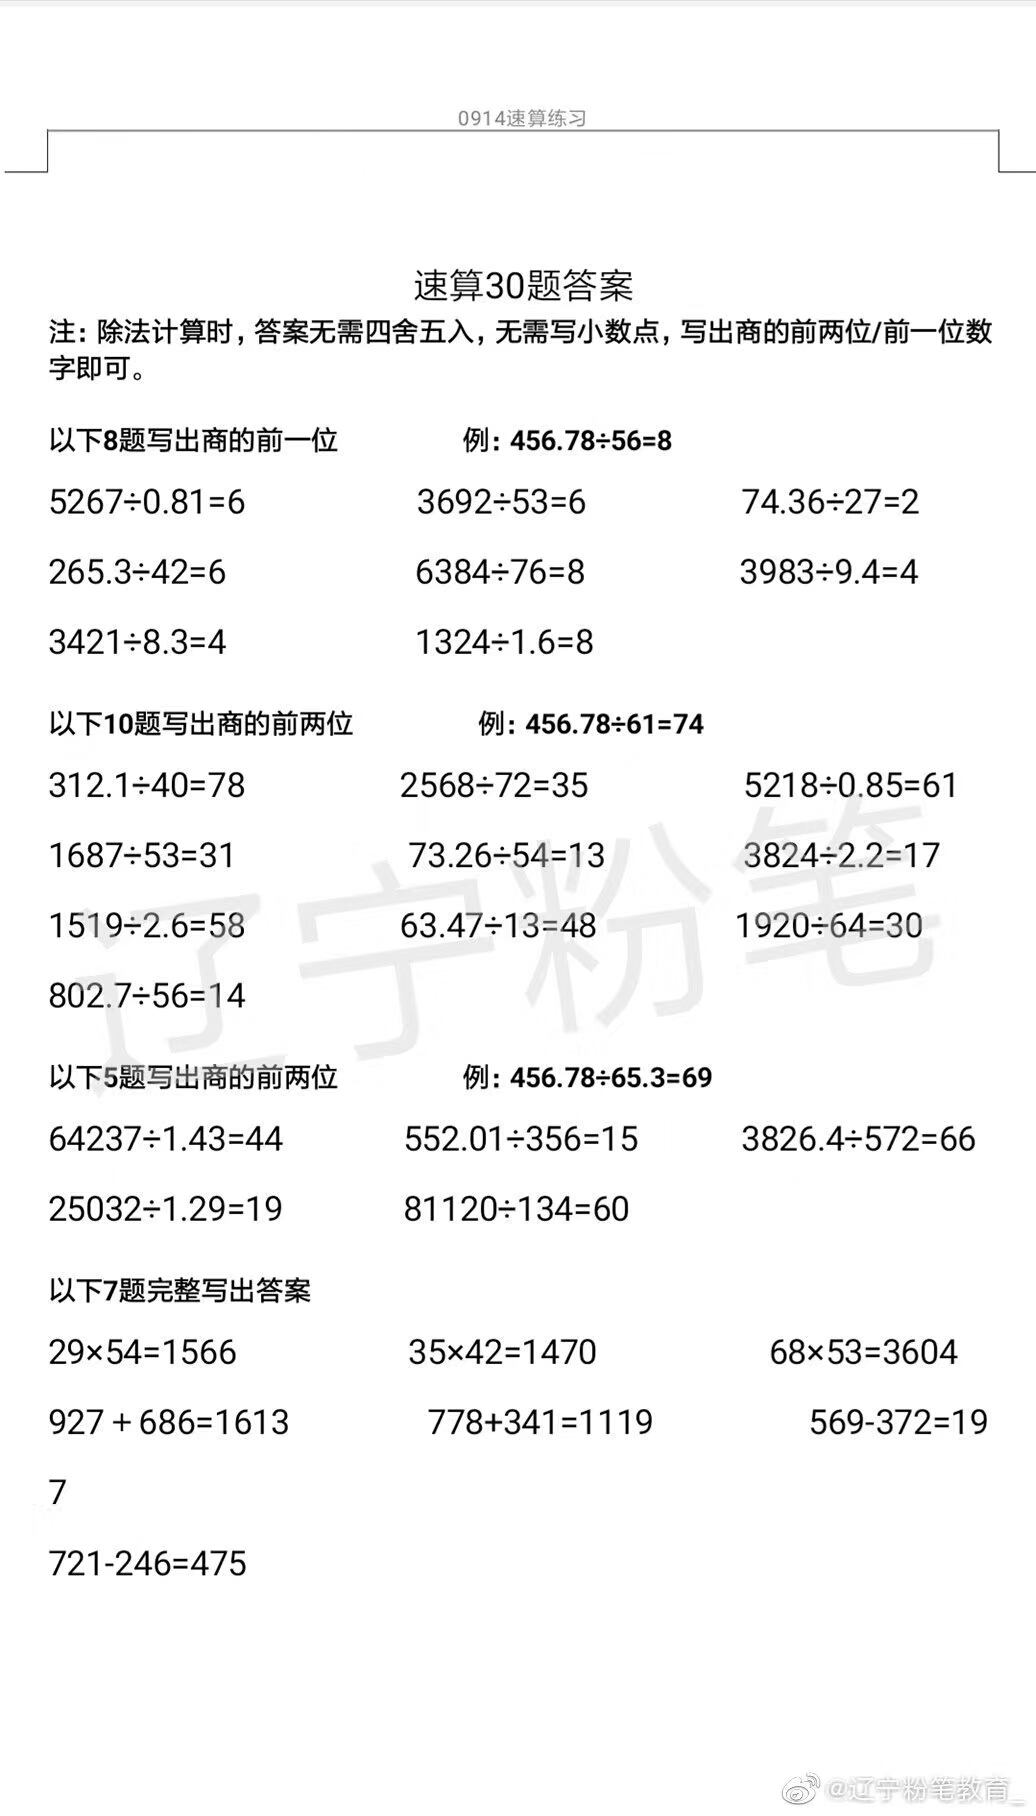 0914速算练习
速算30题答案
注：除法计算时，答案无需四舍五入，无需写小数点，写出商的前两位/前一位数
字即可。
以下8题写出商的前一位 例：456.78÷56=8
5267÷0.81=6 3692÷53=6 74.36÷27=2
265.3÷42=6 6384÷76=8 3983÷9.4=4
3421÷8.3=4 1324÷1.6=8
以下10题写出商的前两位 例：456.78÷61=74
312.1÷40=78 2568÷72=35 5218÷0.85=61
1687÷53=31 73.26÷54=13 3824÷2.2=17
1519÷2.6=58 63.47÷13=48 1920÷64=30
802.7÷56=14
辽宁粉笔
以下5题写出商的前两位 例：456.78÷65.3=69
64237÷1.43=44 552.01÷356=15 3826.4÷572=66
25032÷1.29=19 81120÷134=60
以下7题完整写出答案
29×54=1566 35×42=1470 68×53=3604
927＋686=1613 778+341=1119 569-372=19
7
721-246=475
@辽宁粉笔教育_